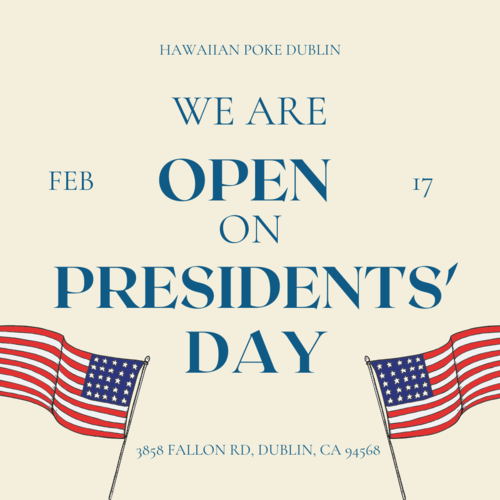 HAWAIIAN POKE DUBLIN
WE ARE
FEB OPEN 17
ON
PRESIDENTS'
DAY
3858 FALLON RD, DUBLIN, CA 94568